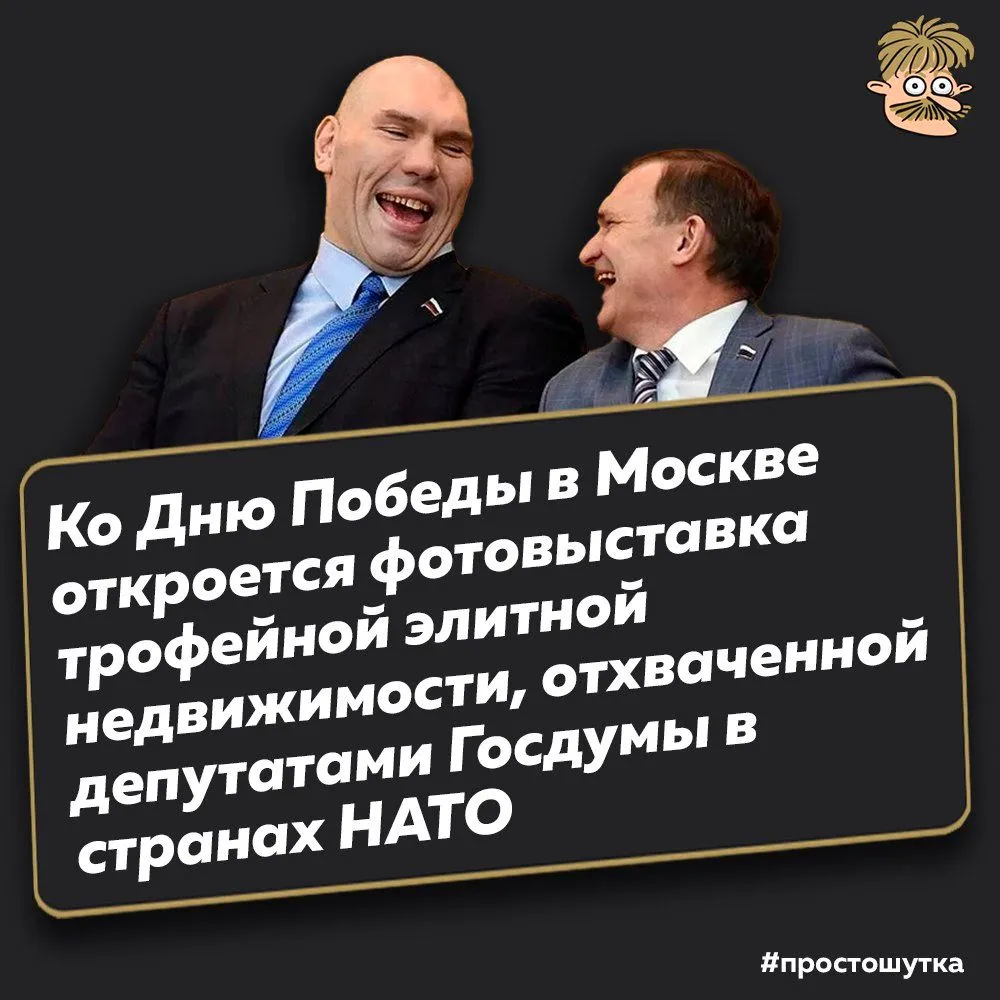 Ко Дню Победы в Москве
откроется фотовыставка
трофейной элитной
недвижимости, отхваченной
депутатами Госдумы в
странах НАТО
#простошутка